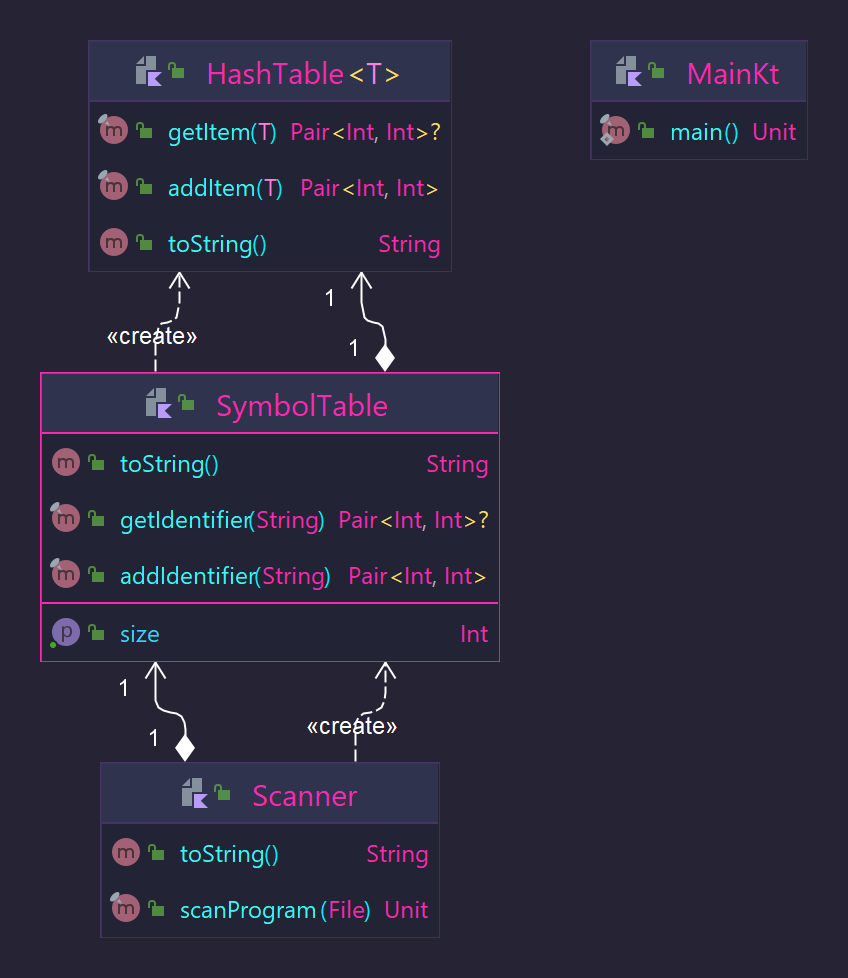 HashTable<T>
getItem(T) Pair<Int, Int>?
addItem(T) Pair<Int, Int>
toString() String
MainKt
main() Unit
1
«create»
1
SymbolTable
toString() String
getIdentifier(String) Pair<Int, Int>?
addIdentifier(String) Pair<Int, Int>
size Int
1
«create»
1
Scanner
toString() String
scanProgram(File) Unit